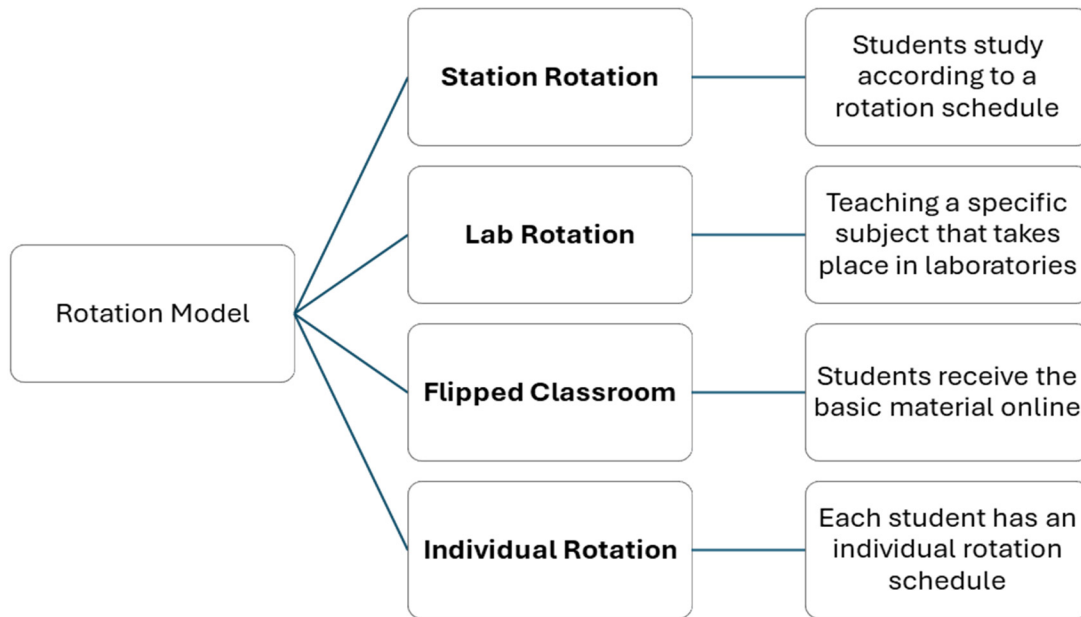 Rotation Model
Station Rotation
Students study
according to a
rotation schedule
Lab Rotation
Teaching a specific
subject that takes
place in laboratories
Flipped Classroom
Students receive the
basic material online
Individual Rotation
Each student has an
individual rotation
schedule